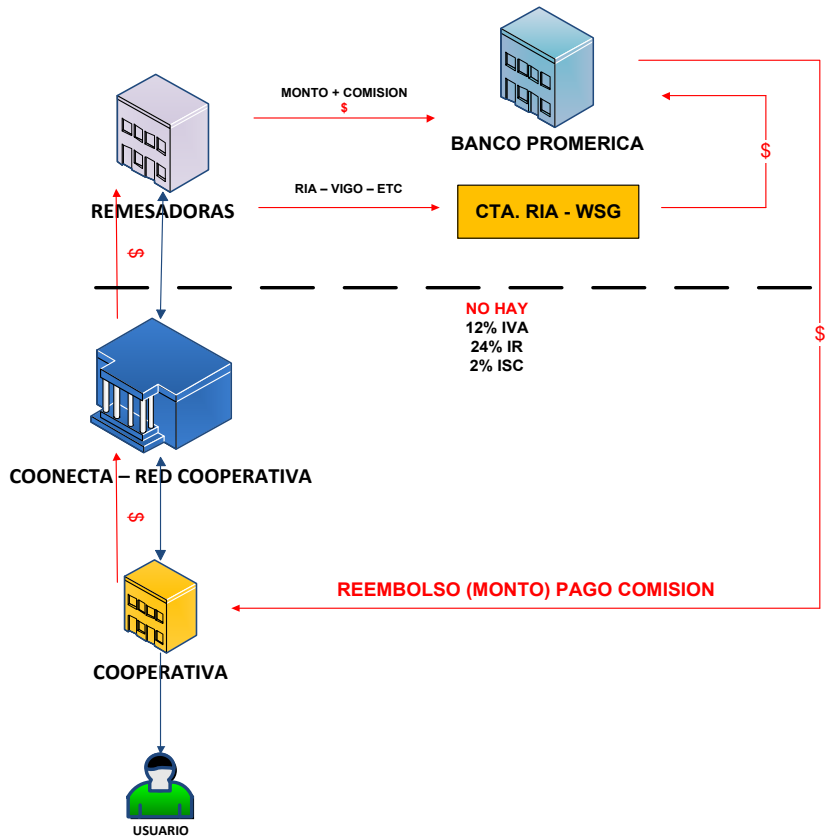 MONTO + COMISION
$
BANCO PROMERICA
REMESADORAS
RIA – VIGO – ETC
CTA. RIA - WSG
$
$
NO HAY
12% IVA
24% IR
2% ISC
$
COONECTA – RED COOPERATIVA
$
REEMBOLSO (MONTO) PAGO COMISION
COOPERATIVA
USUARIO